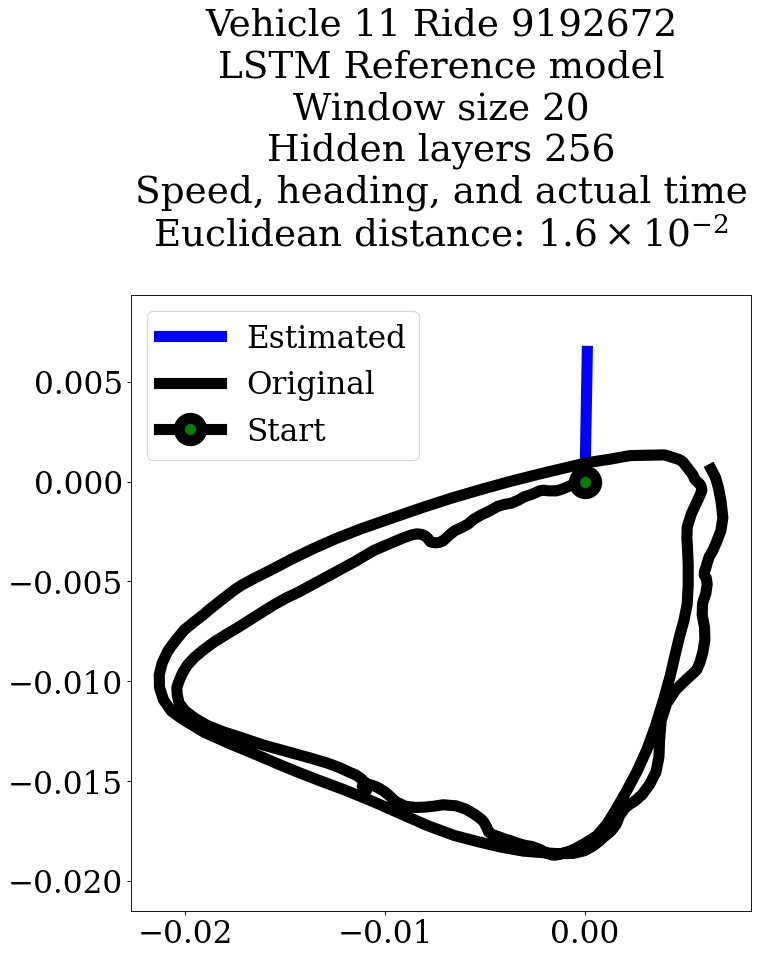 Vehicle 11 Ride 9192672
LSTM Reference model
Window size 20
Hidden layers 256
Speed, heading, and actual time
Euclidean distance: 1.6 × 10⁻²
Estimated
Original
Start
0.005
0.000
−0.005
−0.010
−0.015
−0.020
−0.02 −0.01 0.00